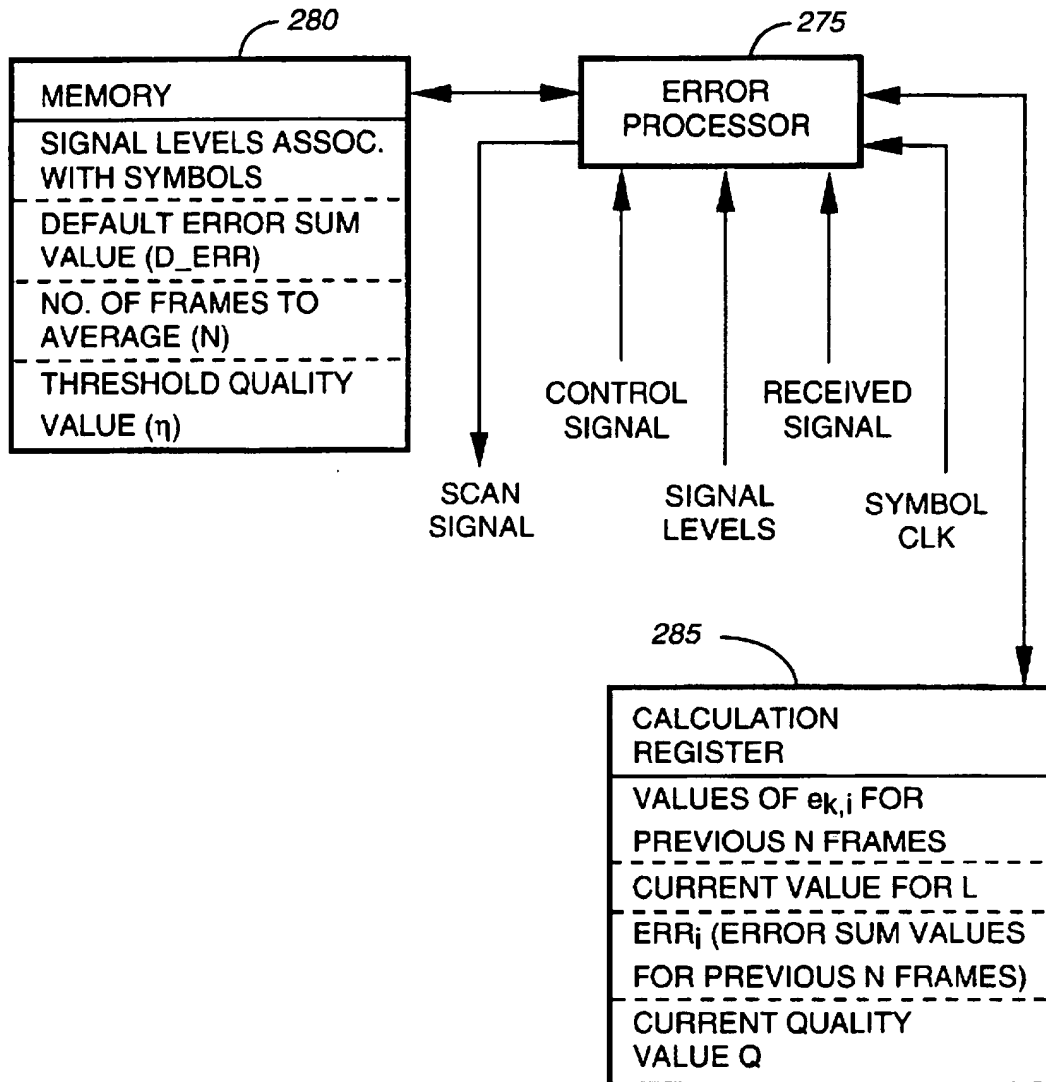 280
275
MEMORY
SIGNAL LEVELS ASSOC.
WITH SYMBOLS
DEFAULT ERROR SUM
VALUE (D_ERR)
NO. OF FRAMES TO
AVERAGE (N)
THRESHOLD QUALITY
VALUE (η)
ERROR
PROCESSOR
CONTROL
SIGNAL
RECEIVED
SIGNAL
SCAN
SIGNAL
SIGNAL
LEVELS
SYMBOL
CLK
285
CALCULATION
REGISTER
VALUES OF ek,i FOR
PREVIOUS N FRAMES
CURRENT VALUE FOR L
ERRi (ERROR SUM VALUES
FOR PREVIOUS N FRAMES)
CURRENT QUALITY
VALUE Q